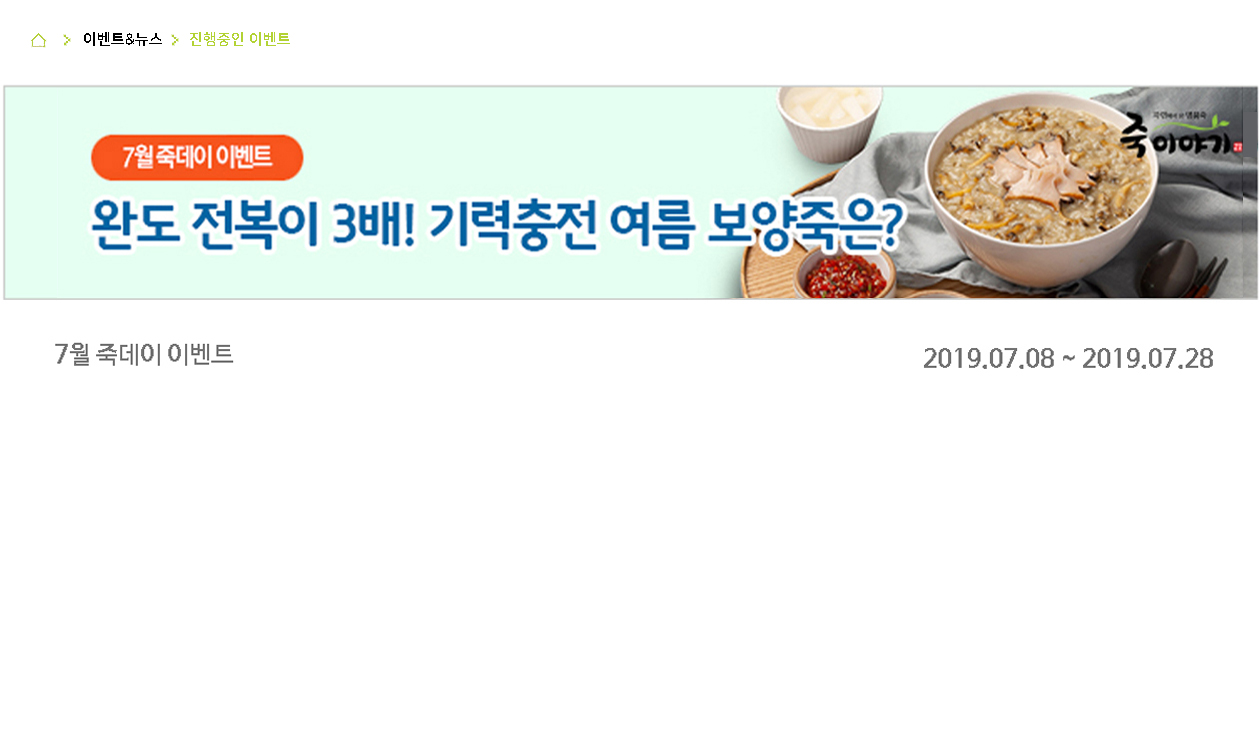 이벤트&뉴스 > 진행중인 이벤트
7월 죽데이 이벤트
완도 전복이 3배! 기력충전 여름 보양죽은?
죽 이야기
7월 죽데이 이벤트
2019.07.08 ~ 2019.07.28